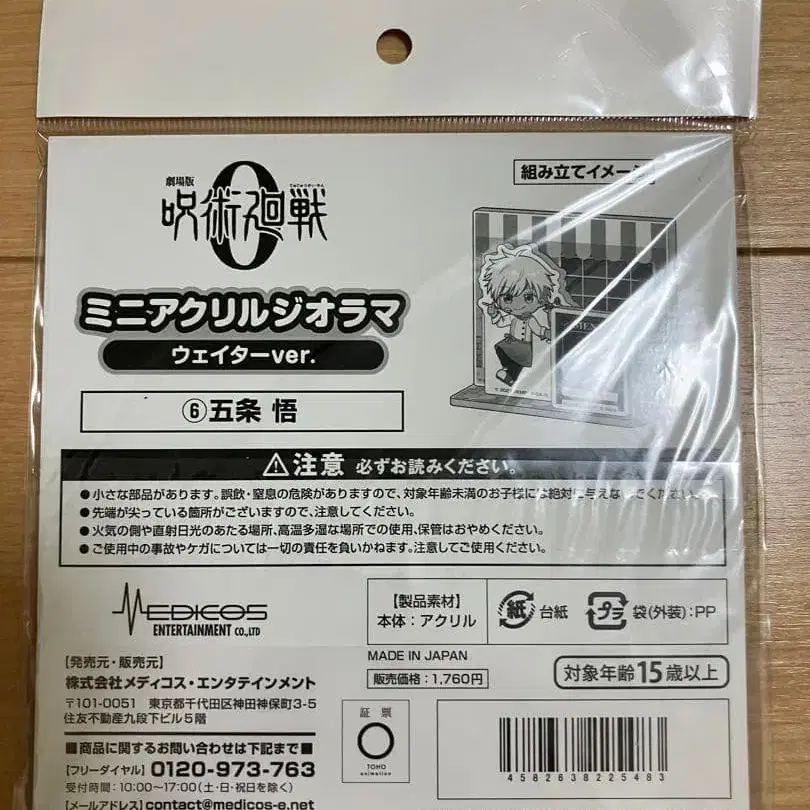 劇場版
じゅじゅつかいせん
呪術廻戦
0
組み立てイメージ
ミニアクリルジオラマ
ウェイターver.
⑥五条 悟
注意 必ずお読みください。
●小さな部品があります。誤飲・窒息の危険がありますので、対象年齢未満のお子様には絶対に与えないでください。
●先端が尖っている箇所がございますので、注意してください。
●火気の側や直射日光のあたる場所、高温多湿な場所での使用、保管はおやめください。
●ご使用中の事故やケガについては一切の責任を負いかねます。注意してご使用ください。
MEDICOS
ENTERTAINMENT CO.,LTD
【製品素材】
本体：アクリル
紙 台紙
プラ 袋(外装)：PP
MADE IN JAPAN
販売価格：1,760円
対象年齢15歳以上
【発売元・販売元】
株式会社メディコス・エンタテインメント
〒101-0051 東京都千代田区神田神保町3-5
住友不動産九段下ビル5階
■商品に関するお問い合わせは下記まで■
【フリーダイヤル】0120-973-763
受付時間：10:00〜17:00(土・日・祝日を除く)
【メールアドレス】contact@medicos-e.net
証票
TOHO
animation
4582638225483